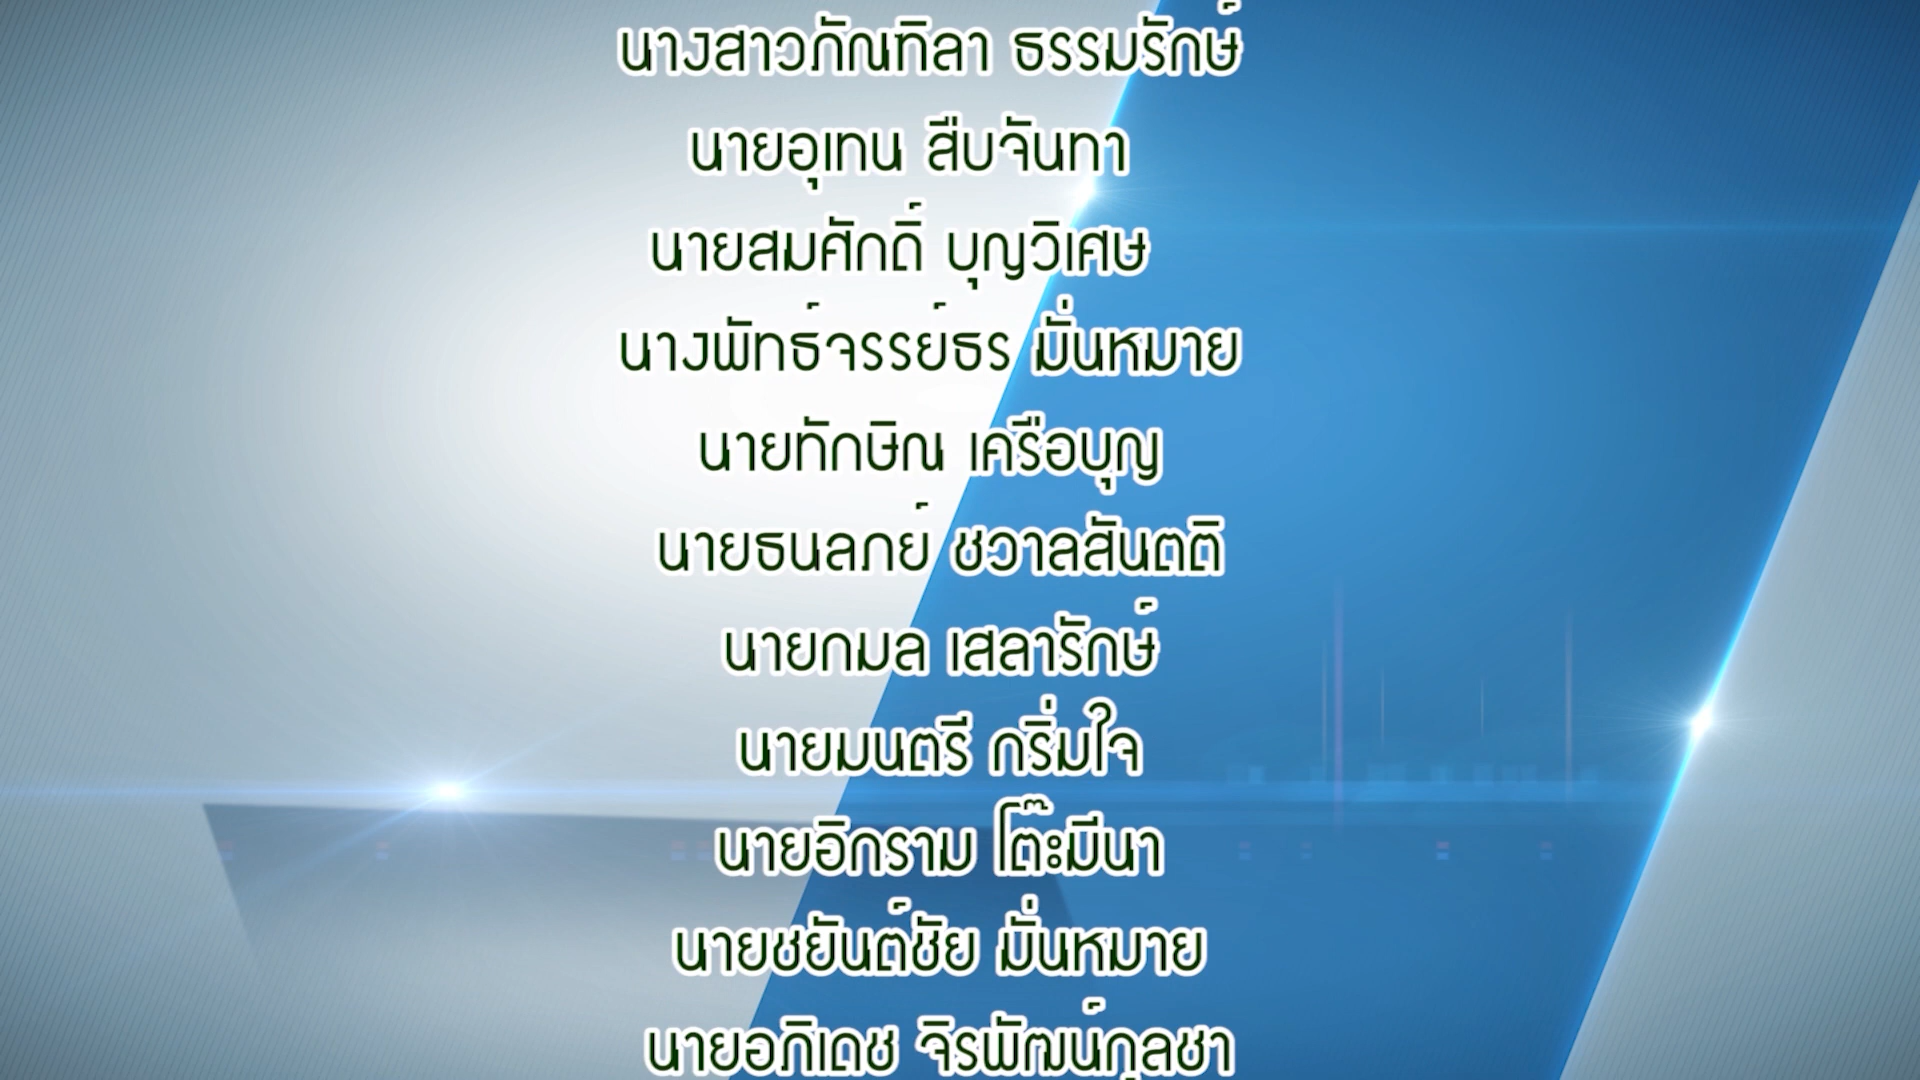 นางสาวภัณฑิลา ธรรมรักษ์
นายอุเทน สืบจันทา
นายสมศักดิ์ บุญวิเศษ
นางพัทธ์จรรย์ธร มั่นหมาย
นายทักษิณ เครือบุญ
นายธนลภย์ ชวาลสันตติ
นายกมล เสลารักษ์
นายมนตรี กริ่มใจ
นายอิกราม โต๊ะมีนา
นายชยันต์ชัย มั่นหมาย
นายอภิเดช จิรพัฒน์กุลชา